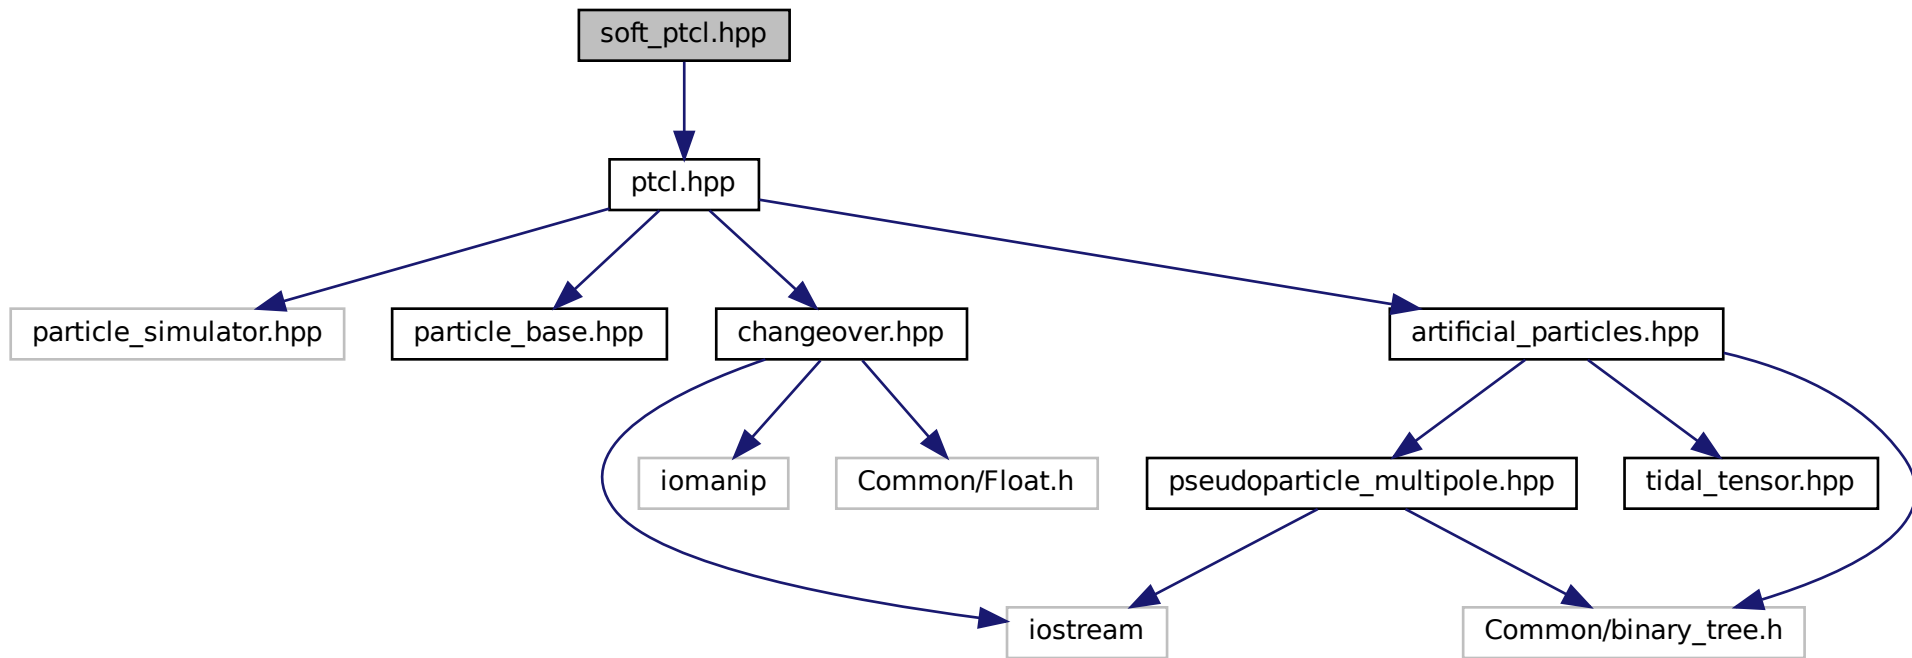 soft_ptcl.hpp
ptcl.hpp
particle_simulator.hpp
particle_base.hpp
changeover.hpp
artificial_particles.hpp
iomanip
Common/Float.h
pseudoparticle_multipole.hpp
tidal_tensor.hpp
iostream
Common/binary_tree.h